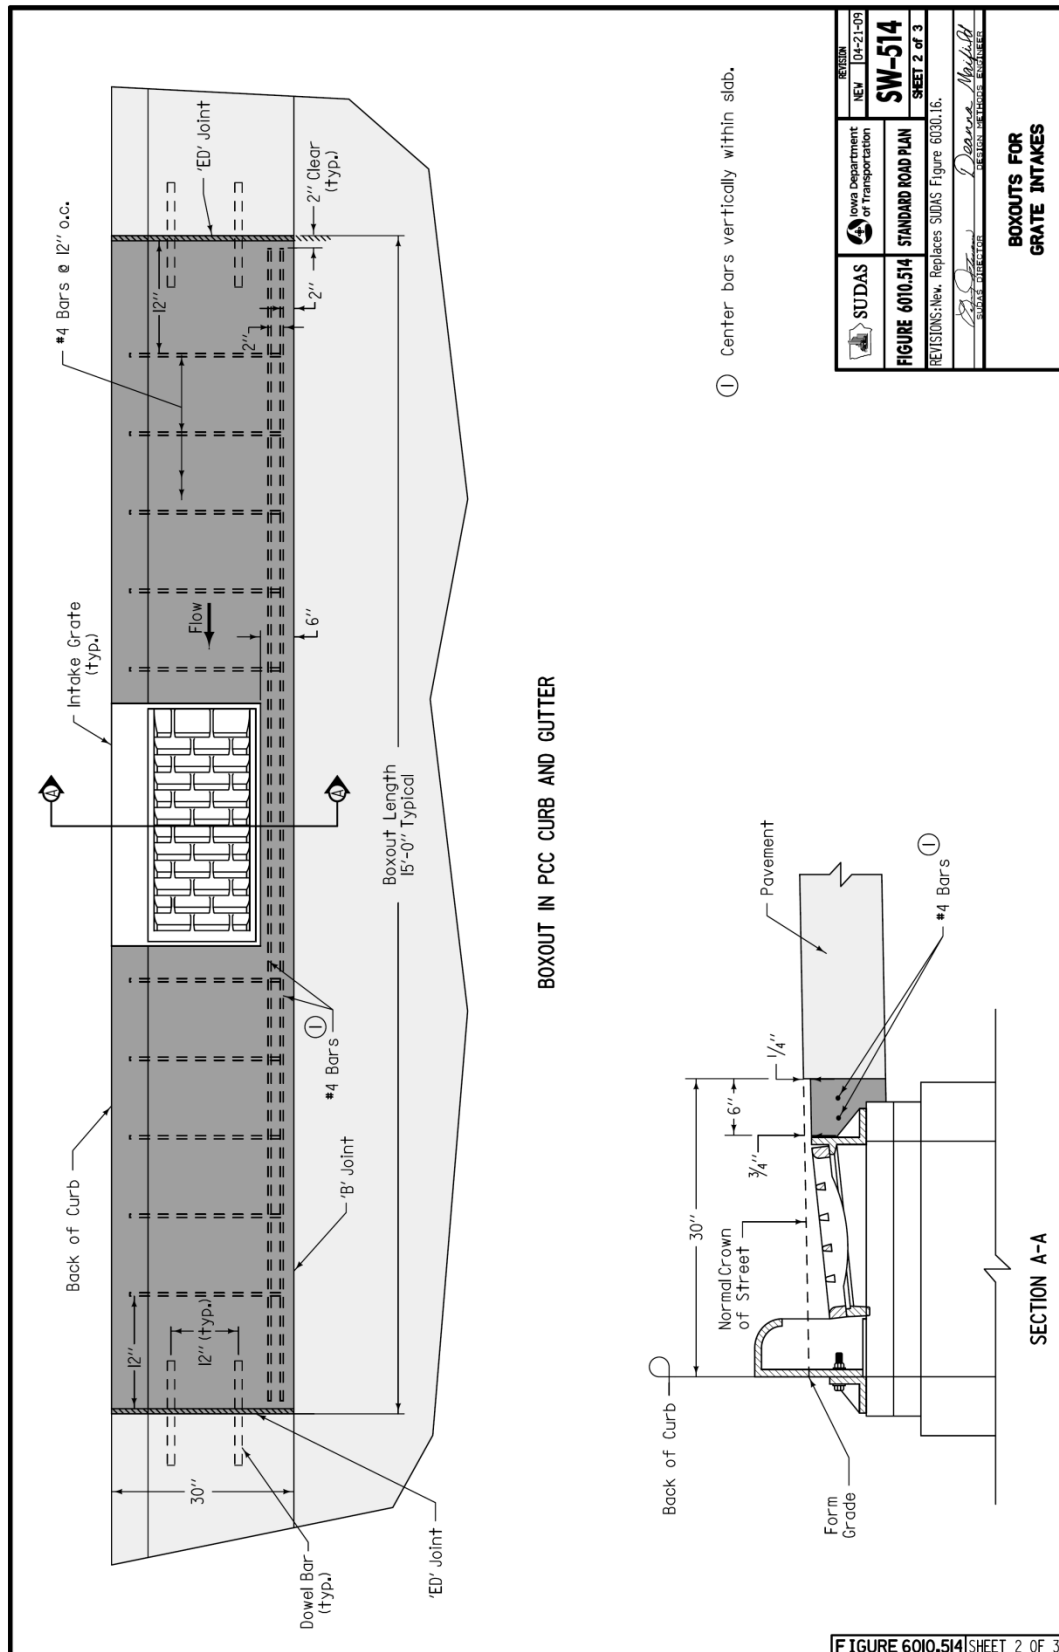 Back of Curb
Intake Grate
(typ.)
#4 Bars @ 12" o.c.
'ED' Joint
A
A
Flow
12"
12"
12" (typ.)
2"
2"
6"
2" Clear
(typ.)
30"
Dowel Bar
(typ.)
'ED' Joint
'B' Joint
#4 Bars
1
Boxout Length
15'-0" Typical
BOXOUT IN PCC CURB AND GUTTER
Back of Curb
30"
6"
3/4"
1/4"
Normal Crown
of Street
Form
Grade
Pavement
#4 Bars
1
SECTION A-A
1 Center bars vertically within slab.
SUDAS
Iowa Department
of Transportation
REVISION
NEW 04-21-09
SW-514
SHEET 2 of 3
FIGURE 6010.514 STANDARD ROAD PLAN
REVISIONS:New. Replaces SUDAS Figure 6030.16.
SUDAS DIRECTOR
DESIGN METHODS ENGINEER
BOXOUTS FOR
GRATE INTAKES
FIGURE 6010.514 SHEET 2 OF 3